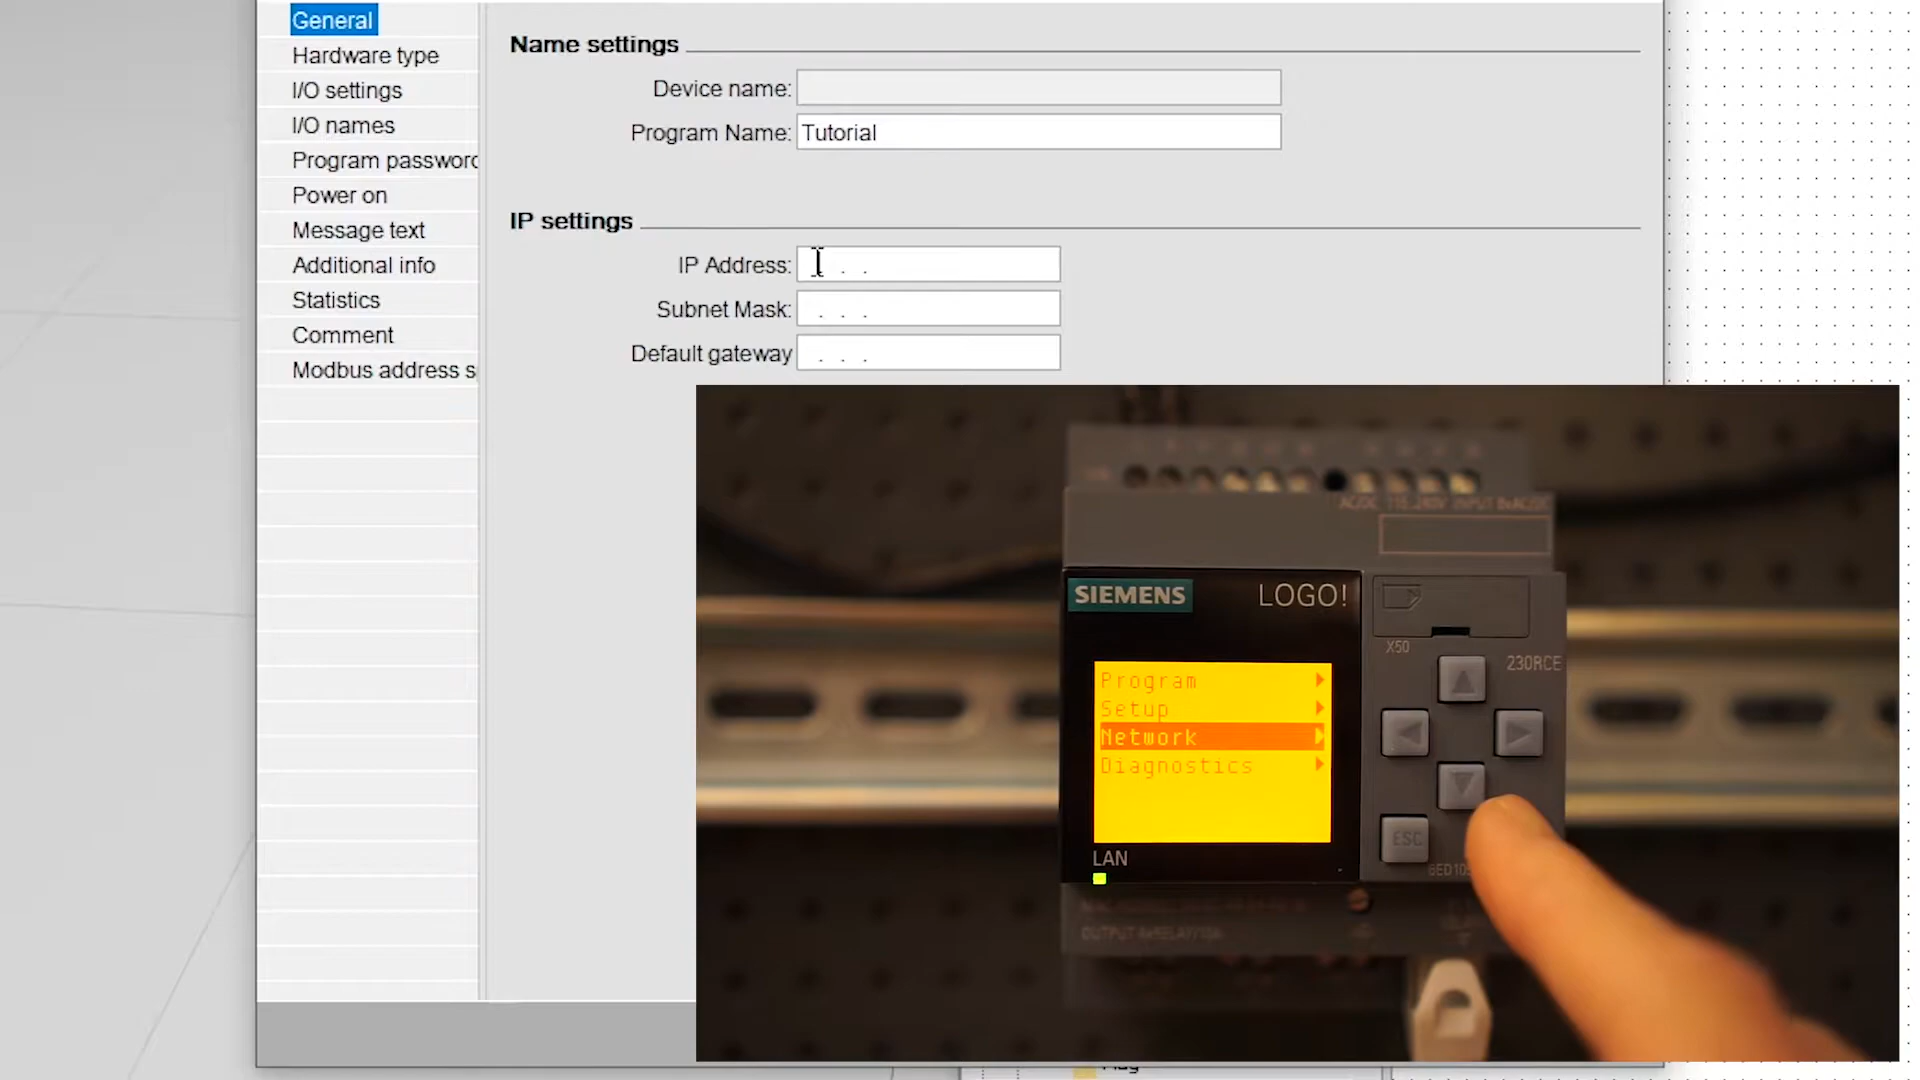 General
Hardware type
I/O settings
I/O names
Program password
Power on
Message text
Additional info
Statistics
Comment
Modbus address s
Name settings
Device name:
Program Name: Tutorial
IP settings
IP Address: . . .
Subnet Mask: . . .
Default gateway . . .
SIEMENS LOGO!
X50
230RCE
Program
Setup
Network
Diagnostics
ESC
LAN